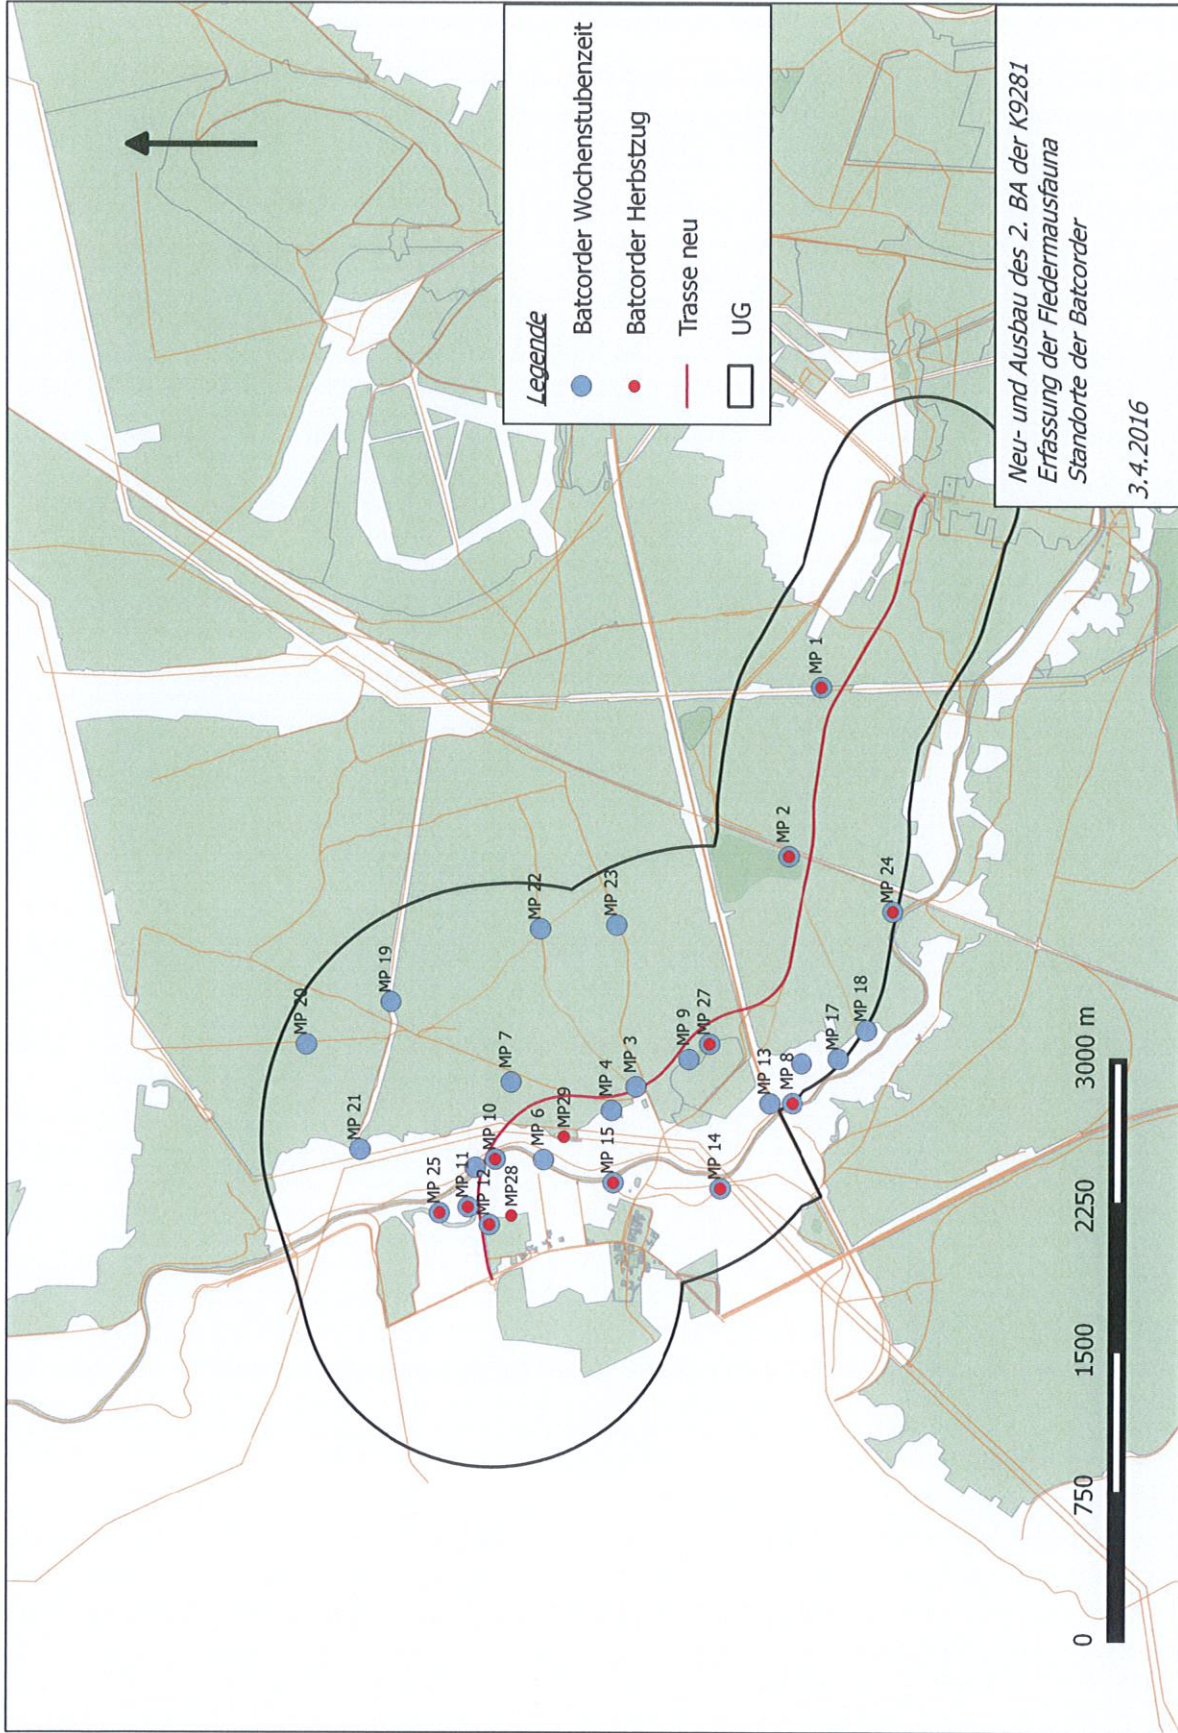 Legende
Batcorder Wochenstubenzeit
Batcorder Herbstzug
Trasse neu
UG
Neu- und Ausbau des 2. BA der K9281
Erfassung der Fledermausfauna
Standorte der Batcorder
3.4.2016
MP 20
MP 19
MP 21
MP 22
MP 23
MP 7
MP 25
MP 11
MP 10
MP 12
MP28
MP 6
MP29
MP 4
MP 3
MP 15
MP 9
MP 27
MP 14
MP 13
MP 8
MP 17
MP 18
MP 24
MP 2
MP 1
0 750 1500 2250 3000 m